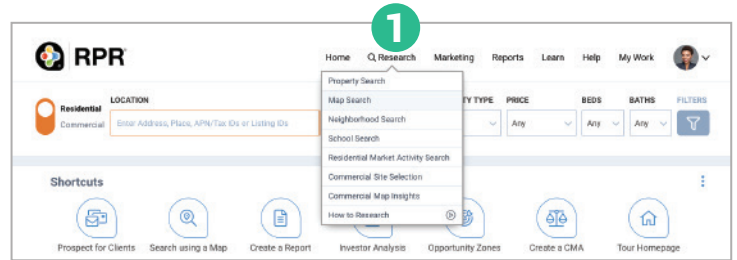 1
RPR
Home Research Marketing Reports Learn Help My Work
Property Search
Map Search
Neighborhood Search
School Search
Residential Market Activity Search
Commercial Site Selection
Commercial Map Insights
How to Research
Residential
Commercial
LOCATION
Enter Address, Place, APN/Tax IDs or Listing IDs
TY TYPE PRICE BEDS BATHS FILTERS
Any Any Any
Shortcuts
Prospect for Clients Search using a Map Create a Report Investor Analysis Opportunity Zones Create a CMA Tour Homepage